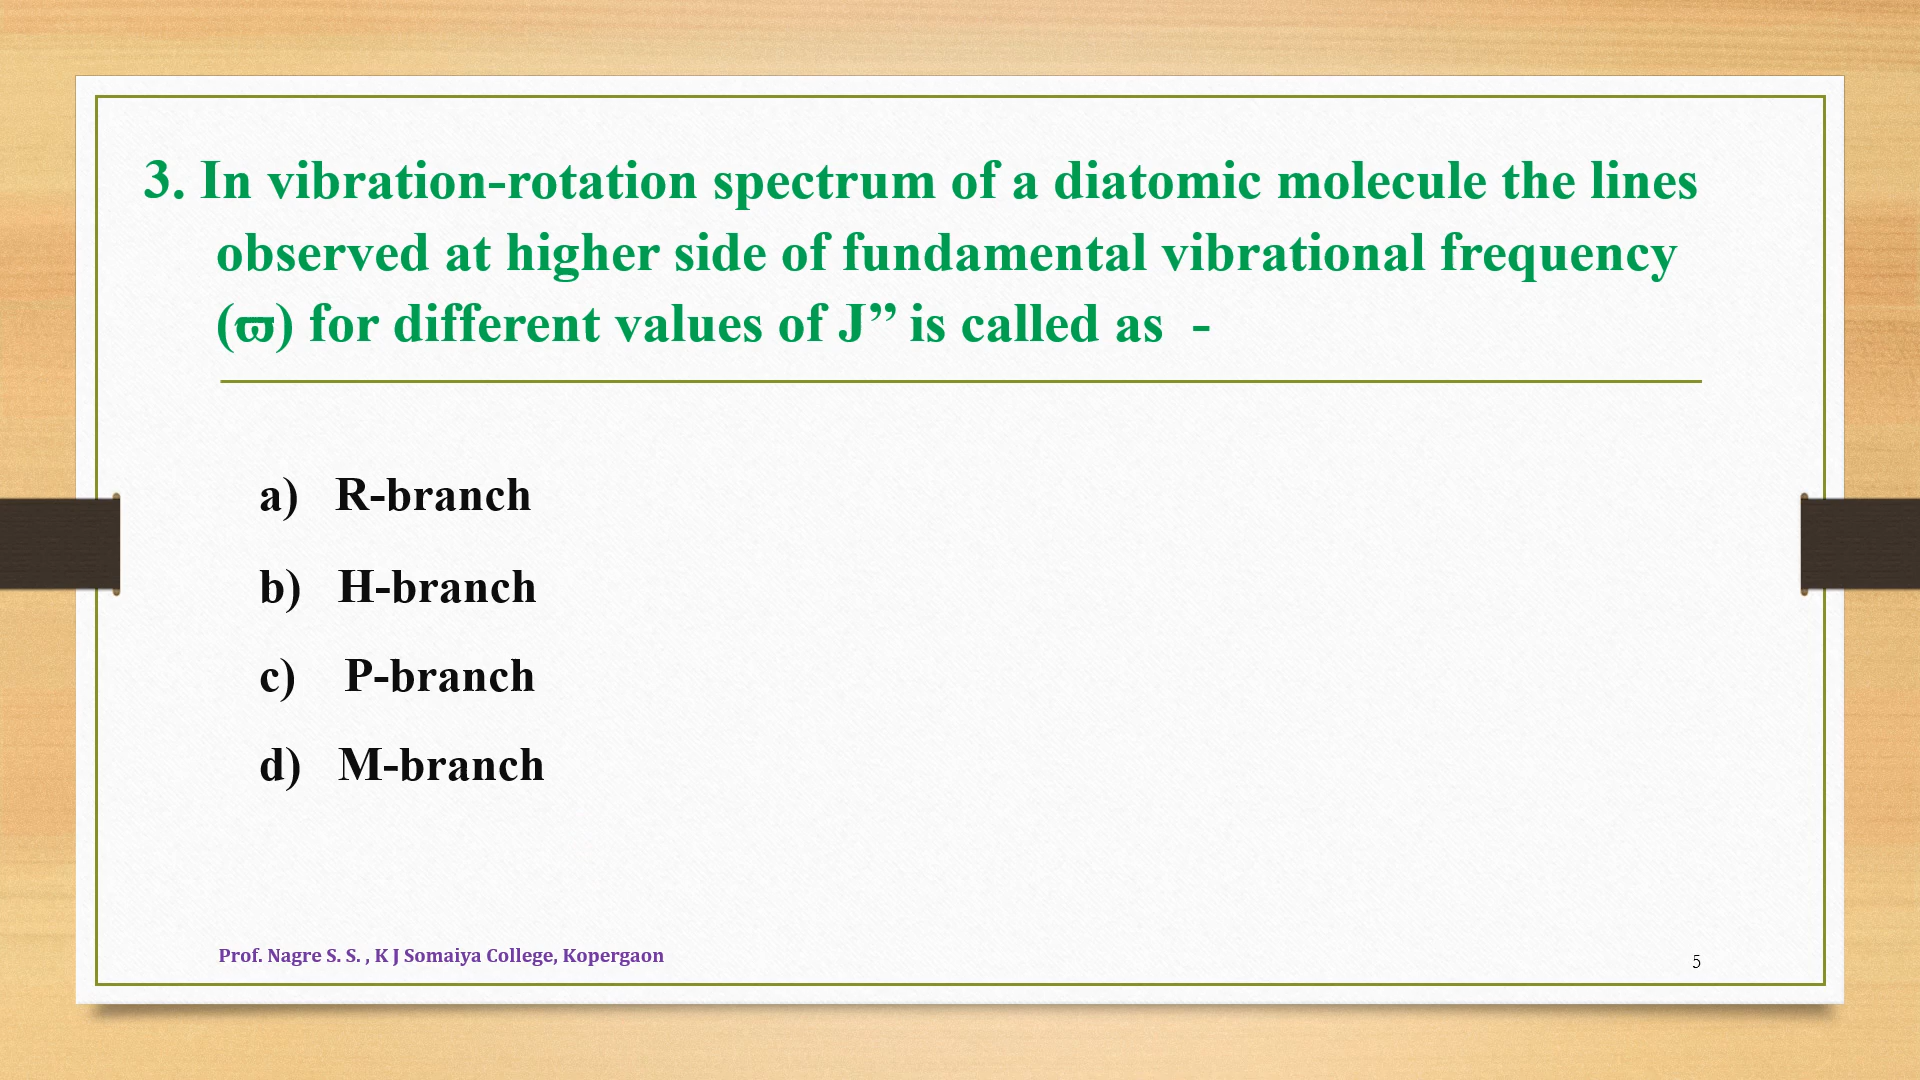 3. In vibration-rotation spectrum of a diatomic molecule the lines
observed at higher side of fundamental vibrational frequency
(ϖ) for different values of J’’ is called as -
a) R-branch
b) H-branch
c) P-branch
d) M-branch
Prof. Nagre S. S. , K J Somaiya College, Kopergaon
5